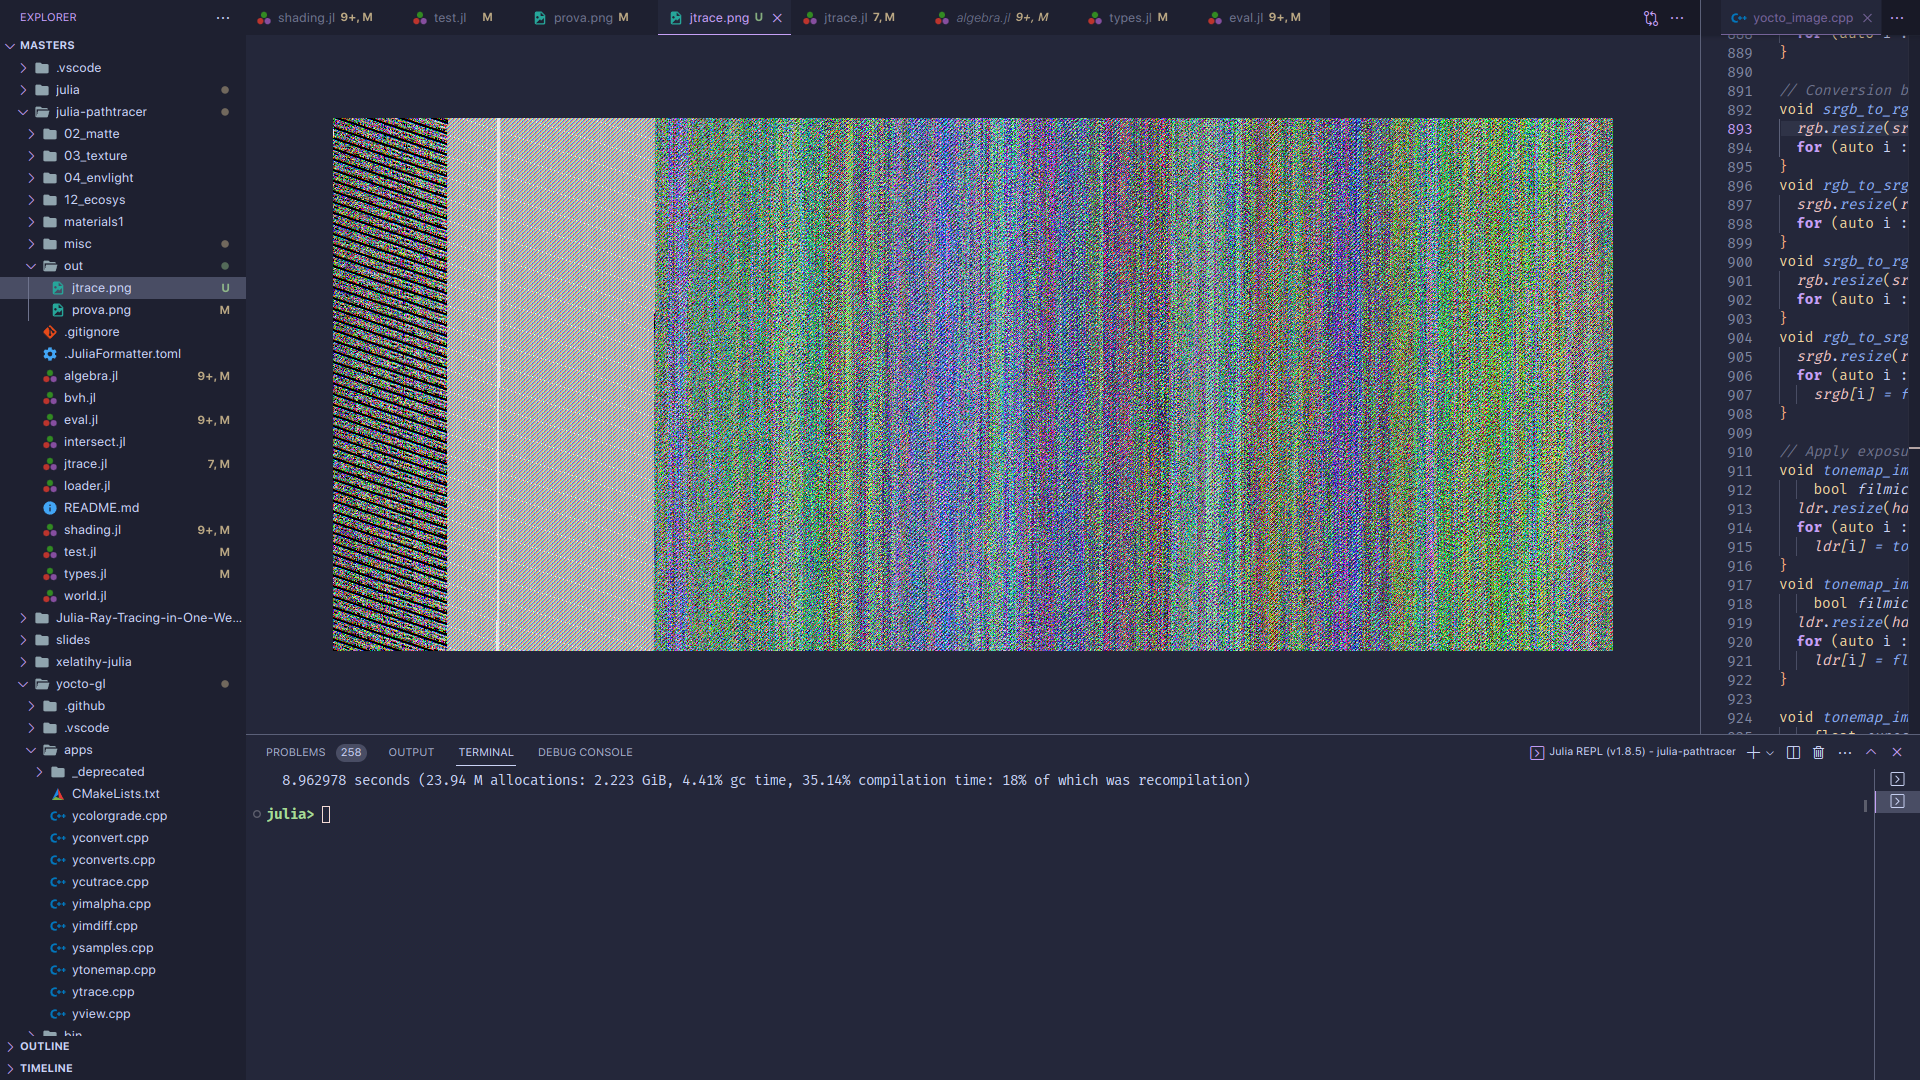 EXPLORER
MASTERS
.vscode
julia
julia-pathtracer
02_matte
03_texture
04_envlight
12_ecosys
materials1
misc
out
jtrace.png U
prova.png M
.gitignore
.JuliaFormatter.toml
algebra.jl 9+, M
bvh.jl
eval.jl 9+, M
intersect.jl
jtrace.jl 7, M
loader.jl
README.md
shading.jl 9+, M
test.jl M
types.jl M
world.jl
Julia-Ray-Tracing-in-One-We...
slides
xelatihy-julia
yocto-gl
.github
.vscode
apps
_deprecated
CMakeLists.txt
ycolorgrade.cpp
yconvert.cpp
yconverts.cpp
ycutrace.cpp
yimalpha.cpp
yimdiff.cpp
ysamples.cpp
ytonemap.cpp
ytrace.cpp
yview.cpp
bin
OUTLINE
TIMELINE
shading.jl 9+, M
test.jl M
prova.png M
jtrace.png U
jtrace.jl 7, M
algebra.jl 9+, M
types.jl M
eval.jl 9+, M
yocto_image.cpp
888 for (auto i :
889 }
890
891 // Conversion b
892 void srgb_to_rg
893 rgb.resize(sr
894 for (auto i :
895 }
896 void rgb_to_srg
897 srgb.resize(r
898 for (auto i :
899 }
900 void srgb_to_rg
901 rgb.resize(sr
902 for (auto i :
903 }
904 void rgb_to_srg
905 srgb.resize(r
906 for (auto i :
907 srgb[i] = f
908 }
909
910 // Apply exposu
911 void tonemap_im
912 bool filmic
913 ldr.resize(hd
914 for (auto i :
915 ldr[i] = to
916 }
917 void tonemap_im
918 bool filmic
919 ldr.resize(hd
920 for (auto i :
921 ldr[i] = fl
922 }
923
924 void tonemap_im
PROBLEMS 258 OUTPUT TERMINAL DEBUG CONSOLE
Julia REPL (v1.8.5) - julia-pathtracer
8.962978 seconds (23.94 M allocations: 2.223 GiB, 4.41% gc time, 35.14% compilation time: 18% of which was recompilation)
julia>